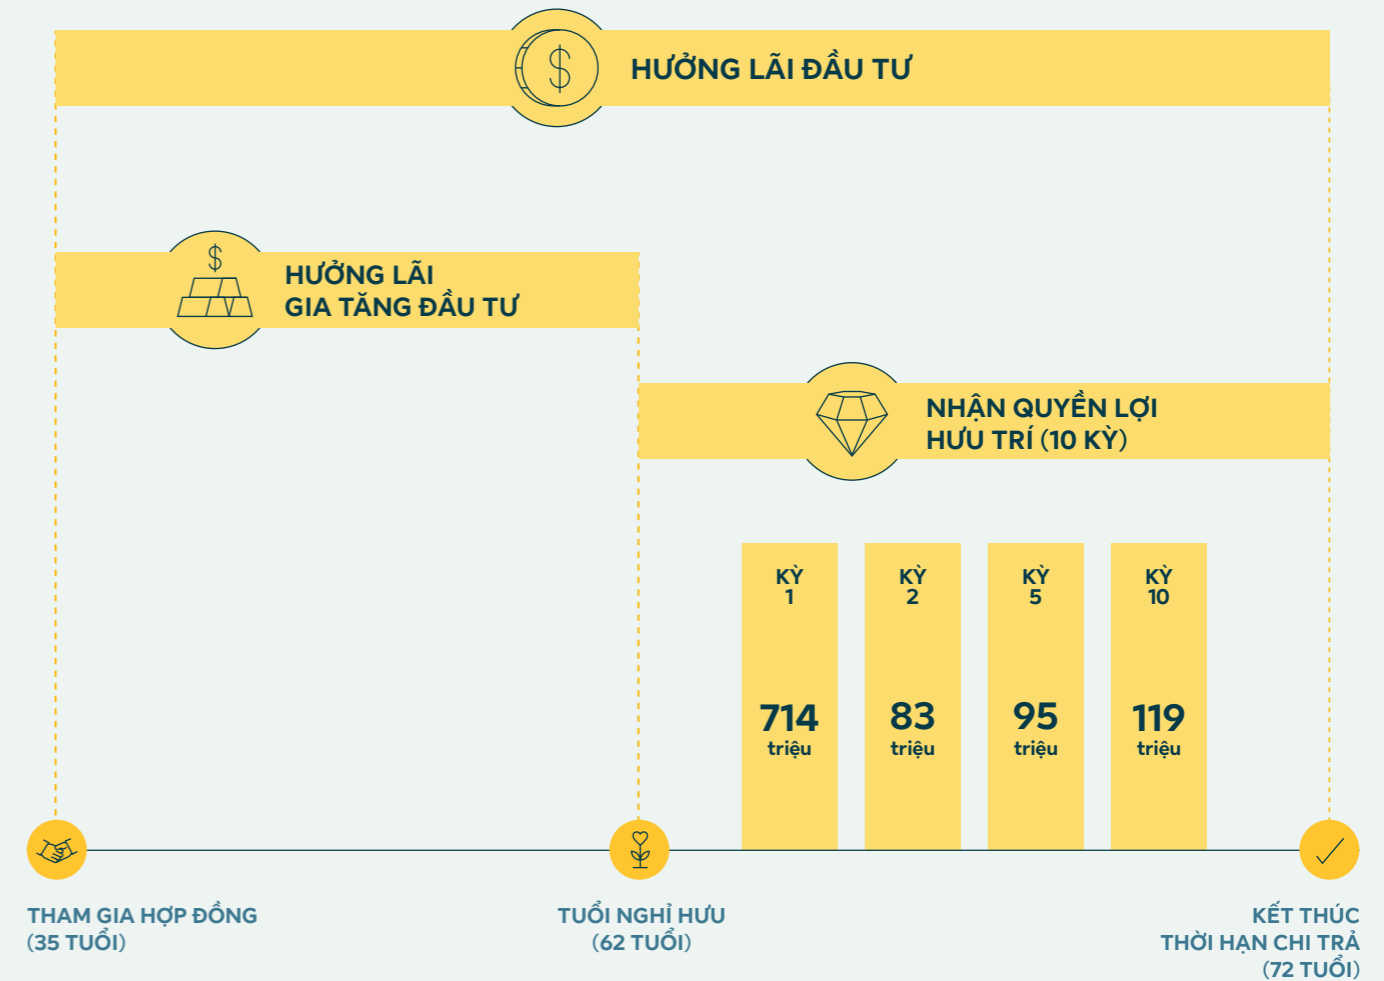 $
HƯỞNG LÃI ĐẦU TƯ
$
HƯỞNG LÃI
GIA TĂNG ĐẦU TƯ
NHẬN QUYỀN LỢI
HƯU TRÍ (10 KỲ)
KỲ
1
714
triệu
KỲ
2
83
triệu
KỲ
5
95
triệu
KỲ
10
119
triệu
THAM GIA HỢP ĐỒNG
(35 TUỔI)
TUỔI NGHỈ HƯU
(62 TUỔI)
KẾT THÚC
THỜI HẠN CHI TRẢ
(72 TUỔI)